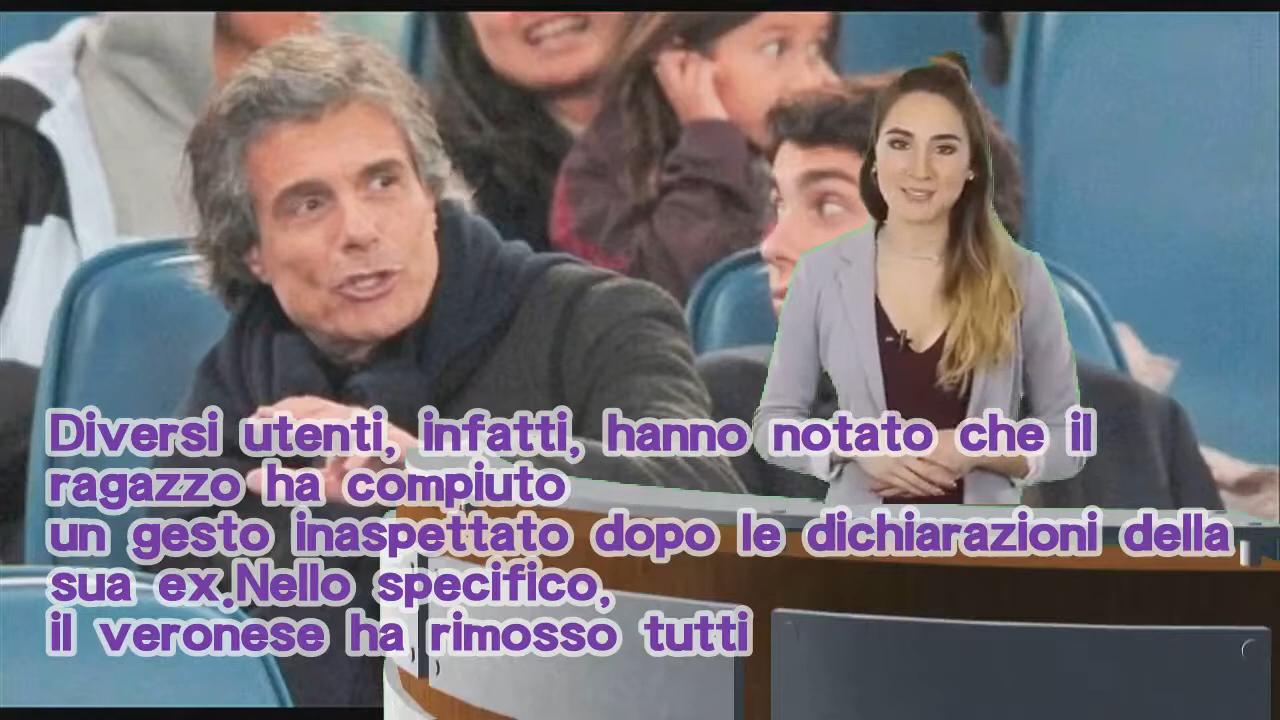 Diversi utenti, infatti, hanno notato che il
ragazzo ha compiuto
un gesto inaspettato dopo le dichiarazioni della
sua ex.Nello specifico,
il veronese ha rimosso tutti